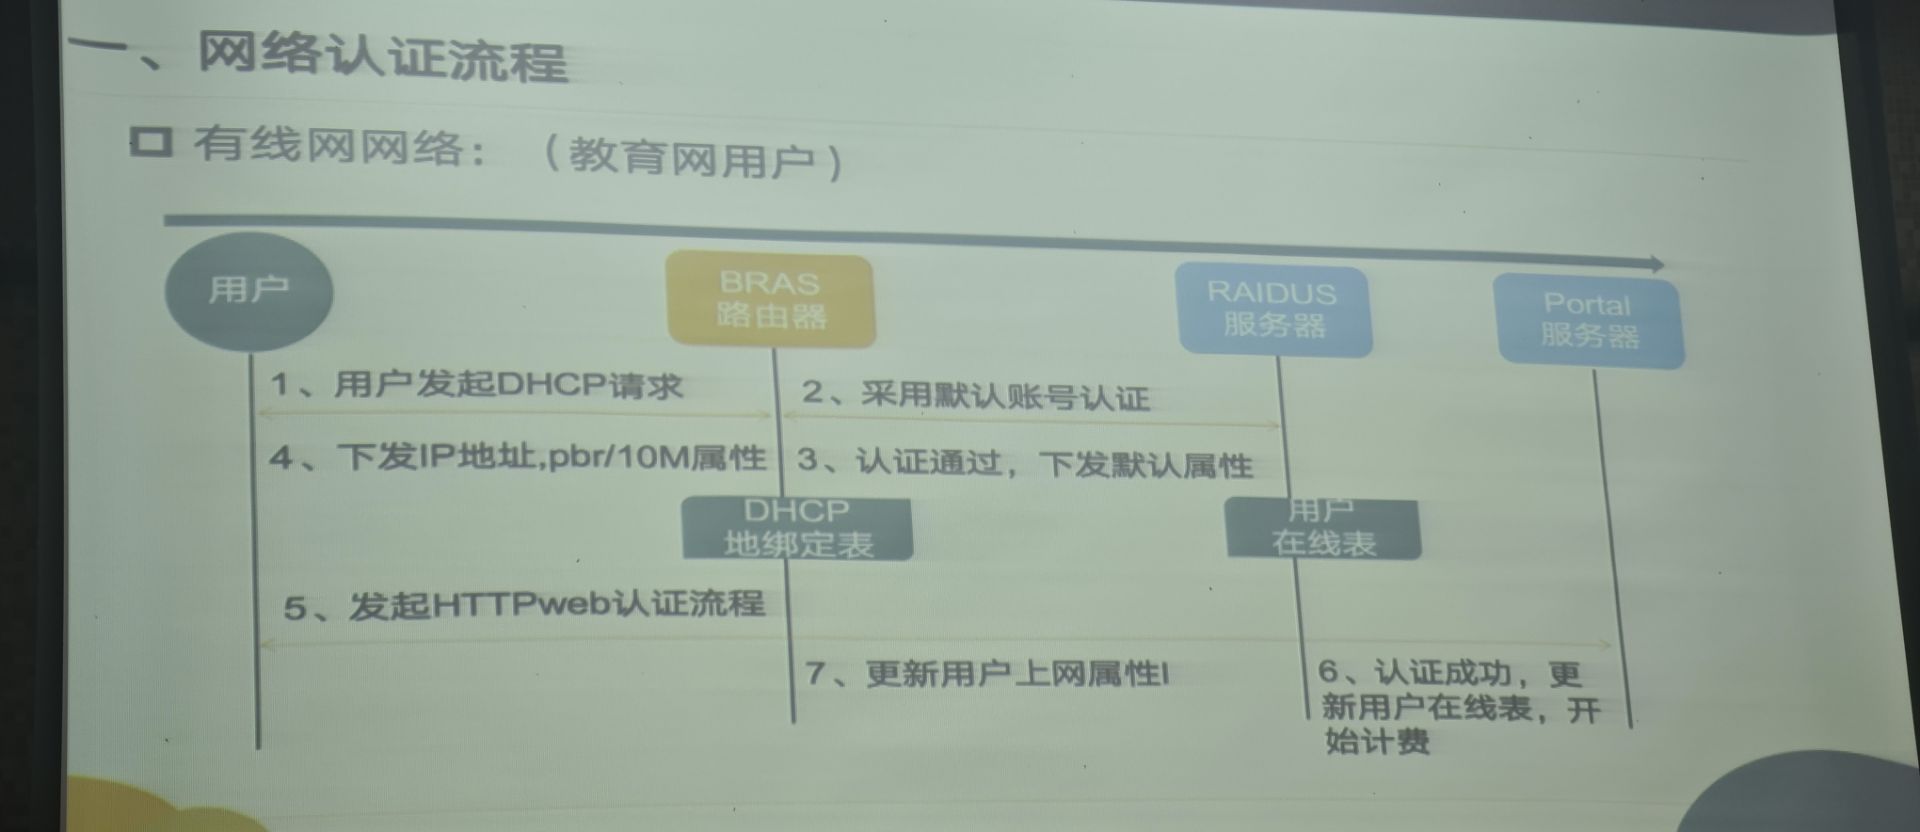 一、网络认证流程
有线网网络：（教育网用户）
用户
BRAS
路由器
RAIDUS
服务器
Portal
服务器
1、用户发起DHCP请求
2、采用默认账号认证
4、下发IP地址,pbr/10M属性
3、认证通过，下发默认属性
DHCP
地绑定表
用户
在线表
5、发起HTTPweb认证流程
7、更新用户上网属性l
6、认证成功，更
新用户在线表，开
始计费